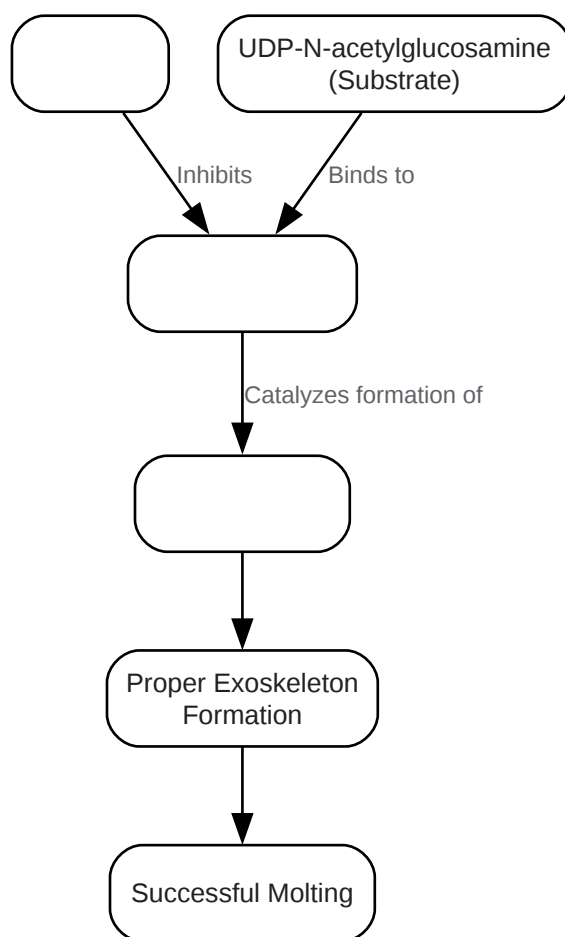 UDP-N-acetylglucosamine
(Substrate)
Inhibits
Binds to
Catalyzes formation of
Proper Exoskeleton
Formation
Successful Molting